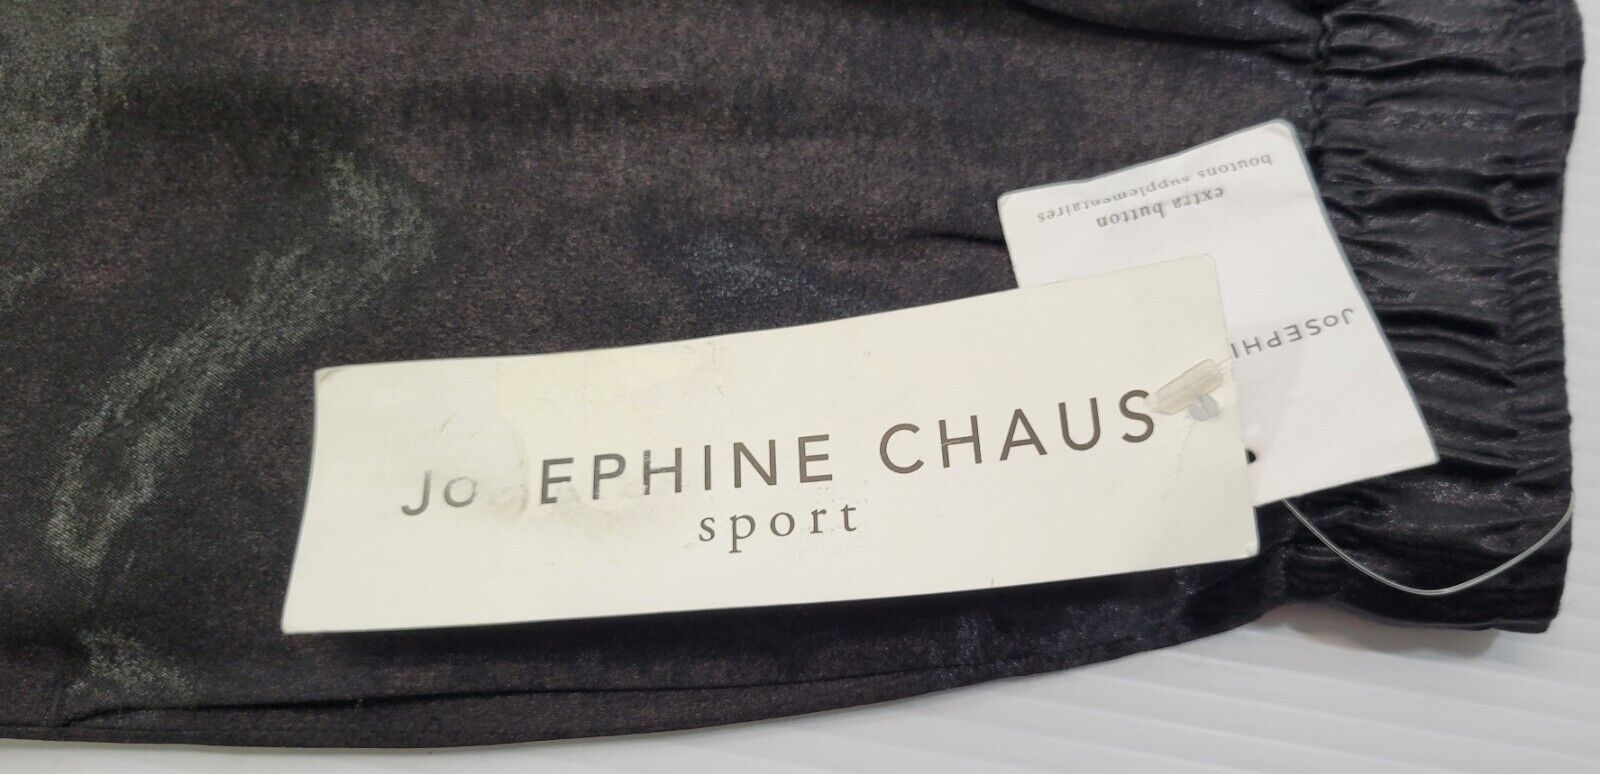 JoSEPHINE CHAUS
sport
extra button
boutons supplementaires
JoSEPHI